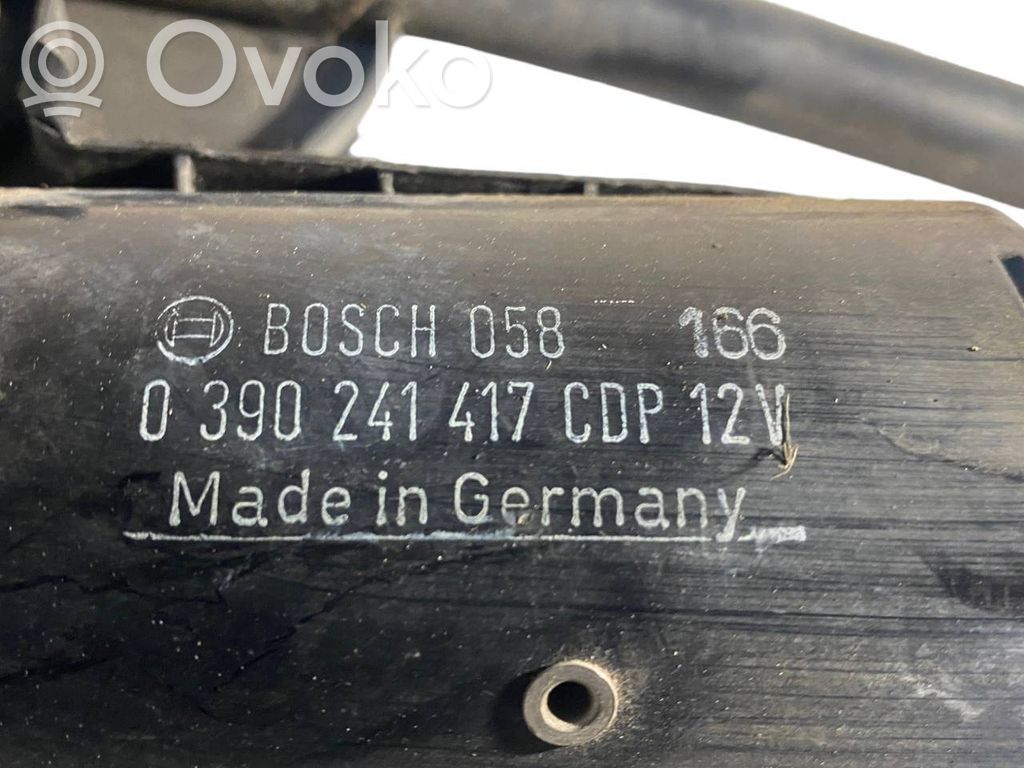 Ovoko
BOSCH 058 166
0 390 241 417 CDP 12V
Made in Germany